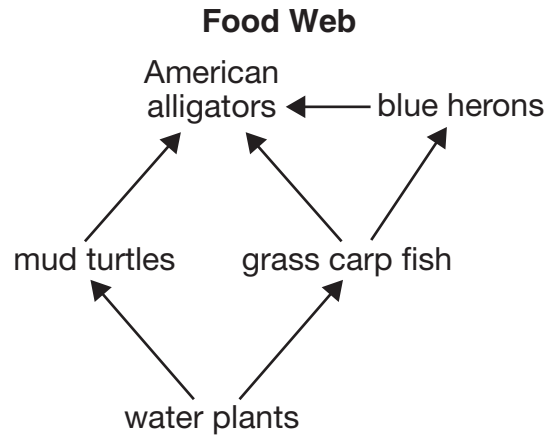 Food Web
American
alligators
blue herons
mud turtles
grass carp fish
water plants